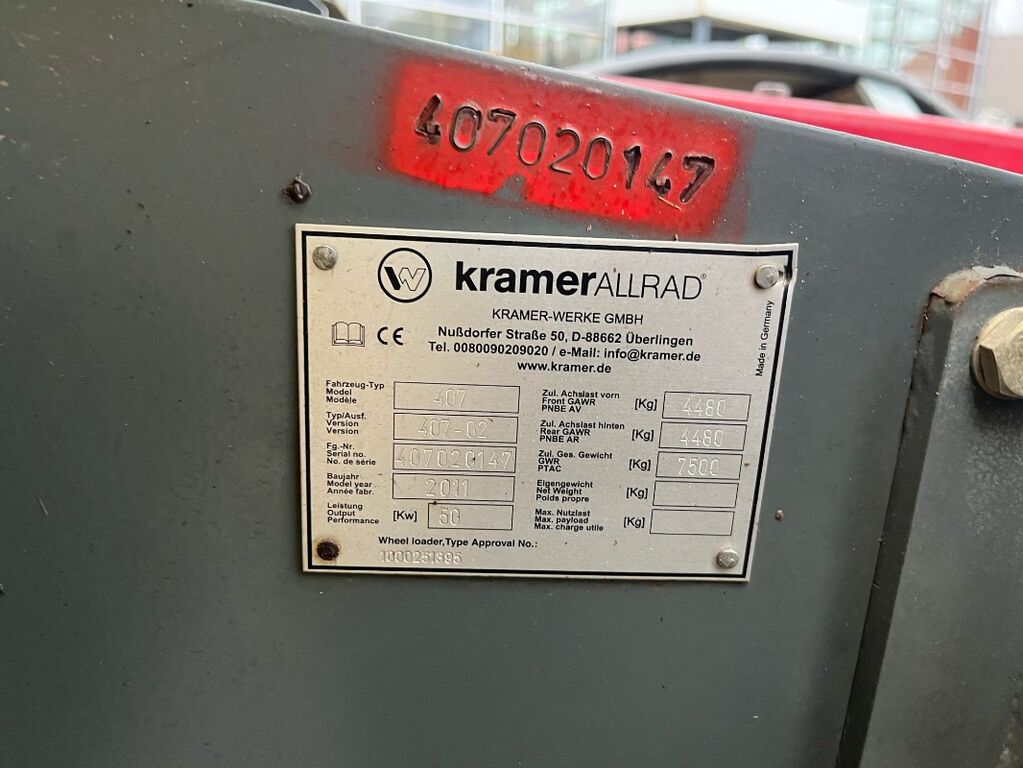 407020147
kramerALLRAD®
KRAMER-WERKE GMBH
Nußdorfer Straße 50, D-88662 Überlingen
Tel. 0080090209020 / e-Mail: info@kramer.de
www.kramer.de
CE
Made in Germany
Fahrzeug-Typ
Model
Modèle
407
Typ/Ausf.
Version
Version
407-02
Fg.-Nr.
Serial no.
No. de série
407020147
Baujahr
Model year
Année fabr.
2011
Leistung
Output
Performance
[Kw] 50
Zul. Achslast vorn
Front GAWR
PNBE AV
[Kg] 4480
Zul. Achslast hinten
Rear GAWR
PNBE AR
[Kg] 4480
Zul. Ges. Gewicht
GWR
PTAC
[Kg] 7500
Eigengewicht
Net Weight
Poids propre
[Kg]
Max. Nutzlast
Max. payload
Max. charge utile
[Kg]
Wheel loader,Type Approval No.:
1000251395